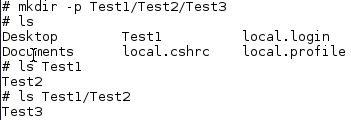 # mkdir -p Test1/Test2/Test3
# ls
Desktop Test1 local.login
Documents local.cshrc local.profile
# ls Test1
Test2
# ls Test1/Test2
Test3